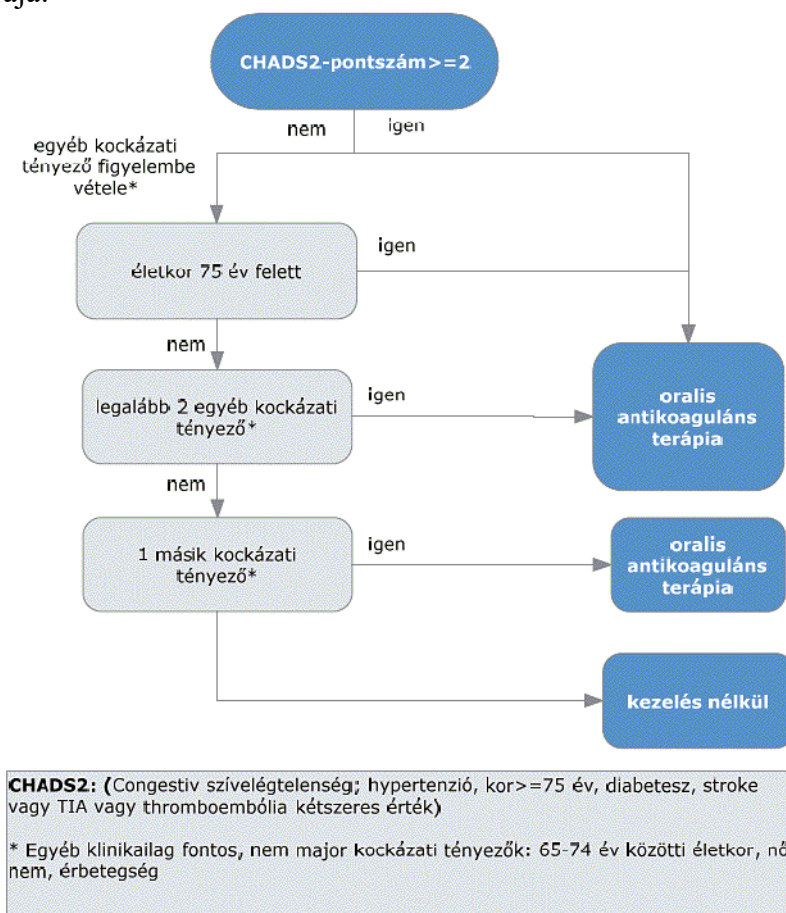 CHADS2-pontszám>=2
nem
igen
egyéb kockázati
tényező figyelembe
vétele*
igen
életkor 75 év felett
nem
legalább 2 egyéb kockázati
tényező*
igen
oralis
antikoaguláns
terápia
nem
1 másik kockázati
tényező*
igen
oralis
antikoaguláns
terápia
kezelés nélkül
CHADS2: (Congestiv szívelégtelenség; hypertenzió, kor>=75 év, diabetesz, stroke
vagy TIA vagy thromboembólia kétszeres érték)
* Egyéb klinikailag fontos, nem major kockázati tényezők: 65-74 év közötti életkor, nő
nem, érbetegség